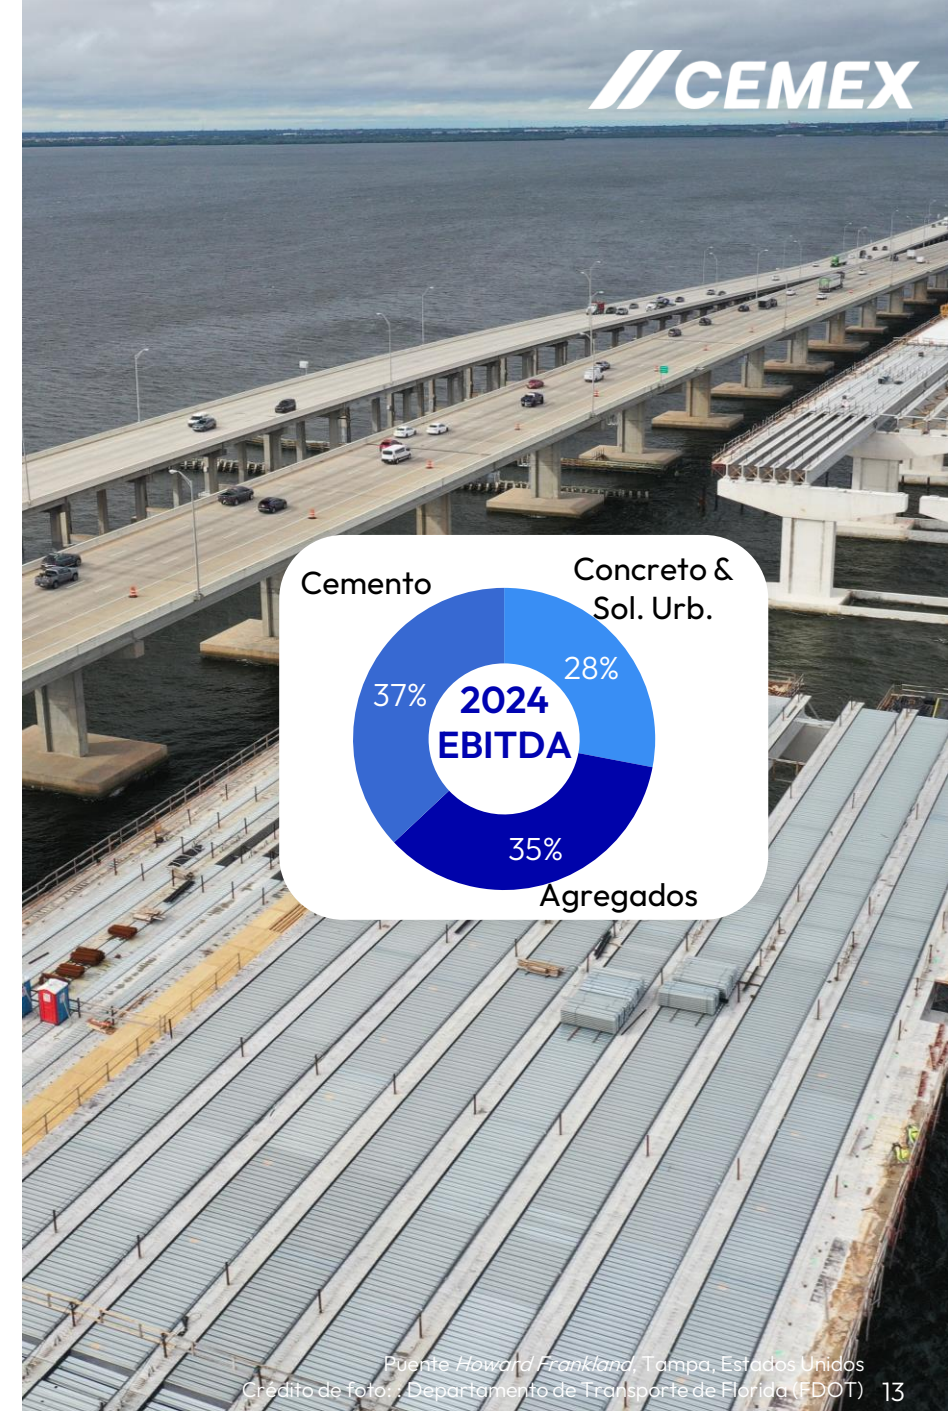 CEMEX
Cemento
Concreto &
Sol. Urb.
37%
28%
2024
EBITDA
35%
Agregados
Puente Howard Frankland, Tampa, Estados Unidos
Crédito de foto: : Departamento de Transporte de Florida (FDOT)
13